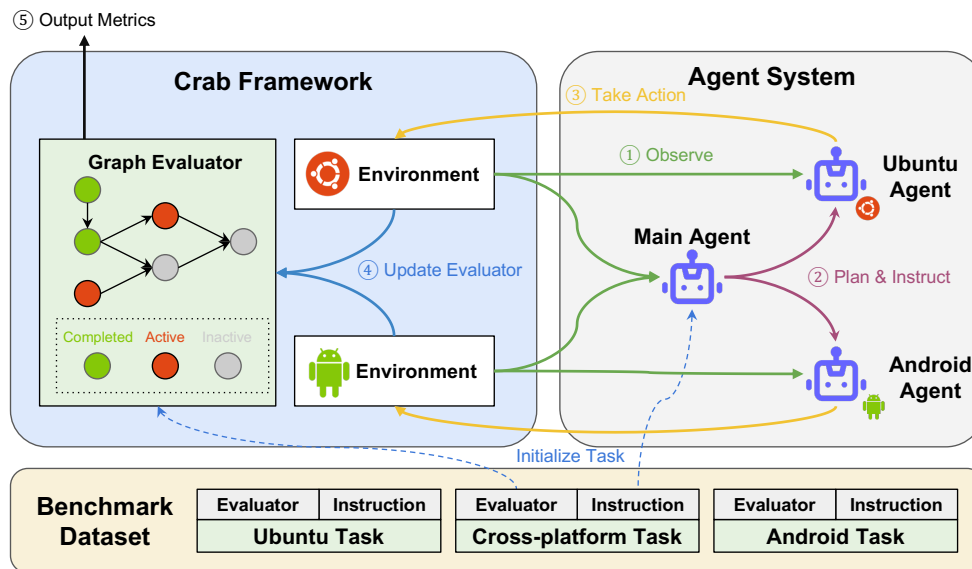 ⑤ Output Metrics
Crab Framework
Agent System
③ Take Action
Graph Evaluator
Environment
① Observe
Ubuntu
Agent
Main Agent
④ Update Evaluator
② Plan & Instruct
Completed
Active
Inactive
Environment
Android
Agent
Initialize Task
Benchmark
Dataset
Evaluator
Instruction
Ubuntu Task
Evaluator
Instruction
Cross-platform Task
Evaluator
Instruction
Android Task